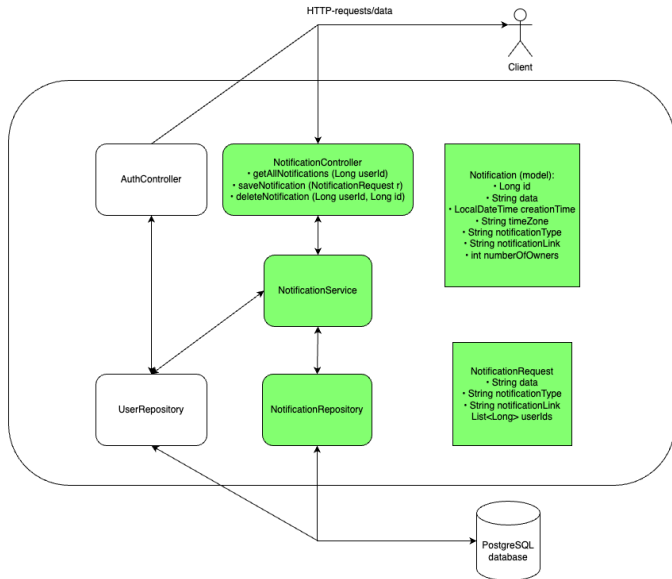 HTTP-requests/data
Client
AuthController
NotificationController
• getAllNotifications (Long userId)
• saveNotification (NotificationRequest r)
• deleteNotification (Long userId, Long id)
Notification (model):
• Long id
• String data
• LocalDateTime creationTime
• String timeZone
• String notificationType
• String notificationLink
• int numberOfOwners
NotificationService
UserRepository
NotificationRepository
NotificationRequest
• String data
• String notificationType
• String notificationLink
List<Long> userIds
PostgreSQL
database